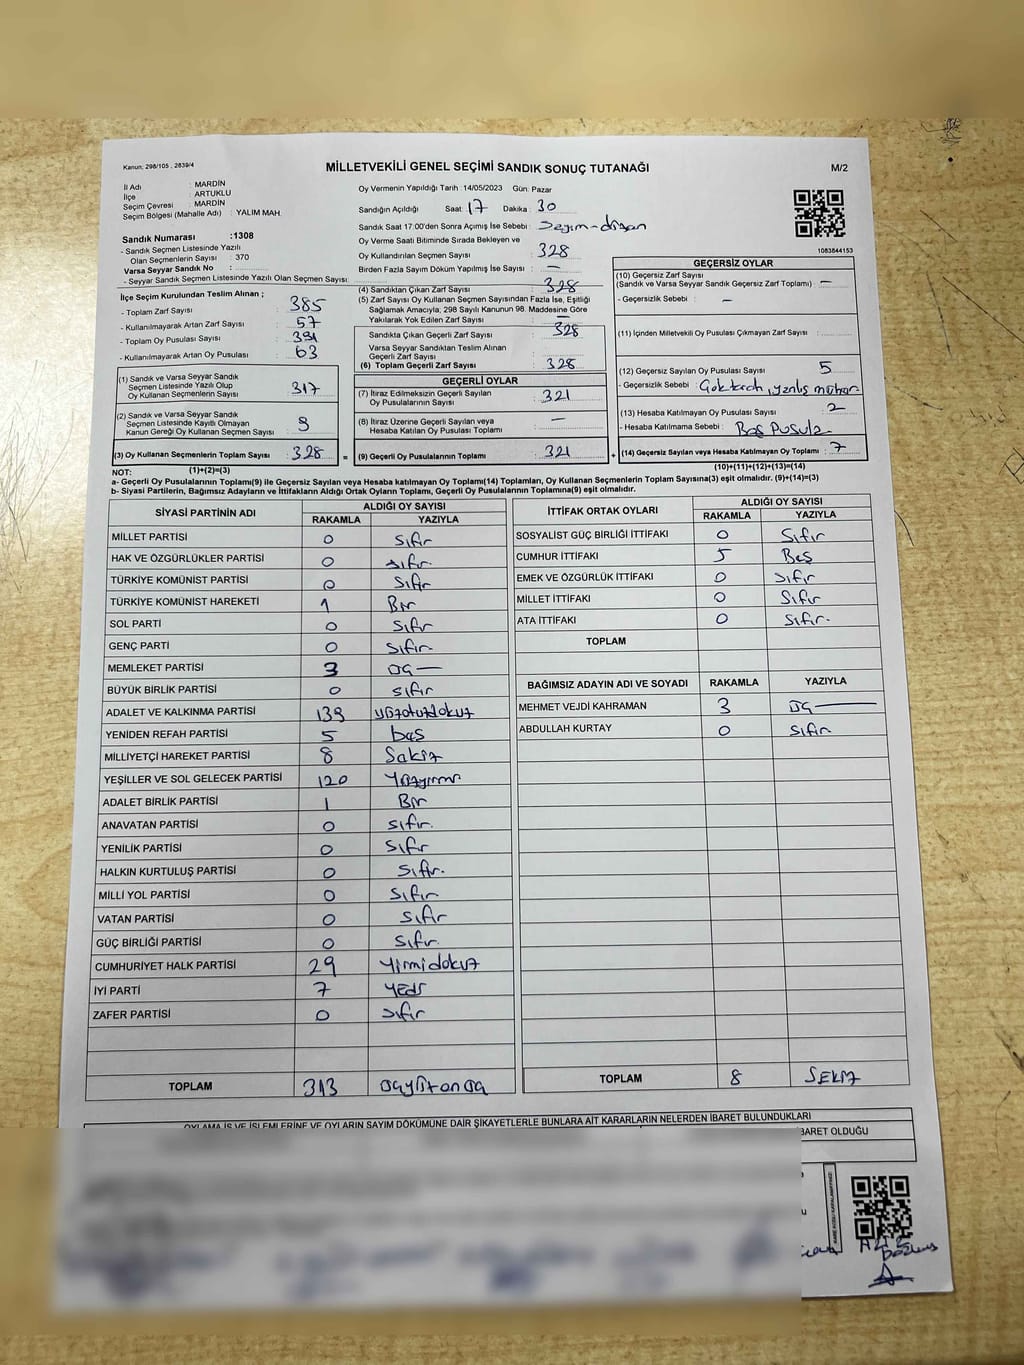 Kanun: 298/105 , 2839/4
MİLLETVEKİLİ GENEL SEÇİMİ SANDIK SONUÇ TUTANAĞI
M/2
İl Adı : MARDİN
İlçe : ARTUKLU
Seçim Çevresi : MARDİN
Seçim Bölgesi (Mahalle Adı) : YALIM MAH.
Sandık Numarası :1308
- Sandık Seçmen Listesinde Yazılı
Olan Seçmenlerin Sayısı : 370
Varsa Seyyar Sandık No :
- Seyyar Sandık Seçmen Listesinde Yazılı Olan Seçmen Sayısı :
Oy Vermenin Yapıldığı Tarih : 14/05/2023 Gün: Pazar
Sandığın Açıldığı Saat: 17 Dakika : 30
Sandık Saat 17:00'den Sonra Açımış İse Sebebi :
Oy Verme Saati Bitiminde Sırada Bekleyen ve
Oy Kullandırılan Seçmen Sayısı : 328
Birden Fazla Sayım Döküm Yapılmış İse Sayısı : —
1083844153
İlçe Seçim Kurulundan Teslim Alınan ;
- Toplam Zarf Sayısı : 385
- Kullanılmayarak Artan Zarf Sayısı : 57
- Toplam Oy Pusulası Sayısı : 391
- Kullanılmayarak Artan Oy Pusulası : 63
(1) Sandık ve Varsa Seyyar Sandık
Seçmen Listesinde Yazılı Olup
Oy Kullanan Seçmenlerin Sayısı : 317
(2) Sandık ve Varsa Seyyar Sandık
Seçmen Listesinde Kayıtlı Olmayan
Kanun Gereği Oy Kullanan Seçmen Sayısı :
(3) Oy Kullanan Seçmenlerin Toplam Sayısı : 328 =
(4) Sandıktan Çıkan Zarf Sayısı : 328
(5) Zarf Sayısı Oy Kullanan Seçmen Sayısından Fazla İse, Eşitliği
Sağlamak Amacıyla, 298 Sayılı Kanunun 98. Maddesine Göre
Yakılarak Yok Edilen Zarf Sayısı : —
Sandıkta Çıkan Geçerli Zarf Sayısı : 328
Varsa Seyyar Sandıktan Teslim Alınan
Geçerli Zarf Sayısı :
(6) Toplam Geçerli Zarf Sayısı : 328
GEÇERLİ OYLAR
(7) İtiraz Edilmeksizin Geçerli Sayılan
Oy Pusulalarının Sayısı : 321
(8) İtiraz Üzerine Geçerli Sayılan veya
Hesaba Katılan Oy Pusulası Toplamı : —
(9) Geçerli Oy Pusulalarının Toplamı : 321 +
GEÇERSİZ OYLAR
(10) Geçersiz Zarf Sayısı
(Sandık ve Varsa Seyyar Sandık Geçersiz Zarf Toplamı) : —
- Geçersizlik Sebebi : —
(11) İçinden Milletvekili Oy Pusulası Çıkmayan Zarf Sayısı :
(12) Geçersiz Sayılan Oy Pusulası Sayısı : 5
- Geçersizlik Sebebi :
(13) Hesaba Katılmayan Oy Pusulası Sayısı : 2
- Hesaba Katılmama Sebebi : Boş Pusula
(14) Geçersiz Sayılan veya Hesaba Katılmayan Oy Toplamı : 7
NOT: (1)+(2)=(3) (10)+(11)+(12)+(13)=(14)
a- Geçerli Oy Pusulalarının Toplamı(9) ile Geçersiz Sayılan veya Hesaba katılmayan Oy Toplamı(14) Toplamları, Oy Kullanan Seçmenlerin Toplam Sayısına(3) eşit olmalıdır. (9)+(14)=(3)
b- Siyasi Partilerin, Bağımsız Adayların ve İttifakların Aldığı Ortak Oyların Toplamı, Geçerli Oy Pusulalarının Toplamına(9) eşit olmalıdır.
SİYASİ PARTİNİN ADI ALDIĞI OY SAYISI
RAKAMLA YAZIYLA
MİLLET PARTİSİ 0 Sıfır
HAK VE ÖZGÜRLÜKLER PARTİSİ 0 sıfır
TÜRKİYE KOMÜNİST PARTİSİ 0 Sıfır
TÜRKİYE KOMÜNİST HAREKETİ 1 Bir
SOL PARTİ 0 Sıfır
GENÇ PARTİ 0 Sıfır
MEMLEKET PARTİSİ 3 üç —
BÜYÜK BİRLİK PARTİSİ 0 sıfır
ADALET VE KALKINMA PARTİSİ 139 yüzotuzdokuz
YENİDEN REFAH PARTİSİ 5 beş
MİLLİYETÇİ HAREKET PARTİSİ 8 Sekiz
YEŞİLLER VE SOL GELECEK PARTİSİ 120 Yüzyirmi
ADALET BİRLİK PARTİSİ 1 Bir
ANAVATAN PARTİSİ 0 sıfır
YENİLİK PARTİSİ 0 Sıfır
HALKIN KURTULUŞ PARTİSİ 0 Sıfır.
MİLLİ YOL PARTİSİ 0 sıfır
VATAN PARTİSİ 0 sıfır
GÜÇ BİRLİĞİ PARTİSİ 0 Sıfır
CUMHURİYET HALK PARTİSİ 29 Yirmidokuz
İYİ PARTİ 7 Yedi
ZAFER PARTİSİ 0 sıfır
TOPLAM 313 üçyüzonüç
İTTİFAK ORTAK OYLARI ALDIĞI OY SAYISI
RAKAMLA YAZIYLA
SOSYALİST GÜÇ BİRLİĞİ İTTİFAKI 0 Sıfır
CUMHUR İTTİFAKI 5 Beş
EMEK VE ÖZGÜRLÜK İTTİFAKI 0 sıfır
MİLLET İTTİFAKI 0 Sıfır
ATA İTTİFAKI 0 Sıfır.
TOPLAM
BAĞIMSIZ ADAYIN ADI VE SOYADI RAKAMLA YAZIYLA
MEHMET VEJDİ KAHRAMAN 3 üç —
ABDULLAH KURTAY 0 sıfır
TOPLAM 8 SEKİZ
OYLAMA İŞ VE İŞLEMLERİNE VE OYLARIN SAYIM DÖKÜMÜNE DAİR ŞİKAYETLERLE BUNLARA AİT KARARLARIN NELERDEN İBARET BULUNDUKLARI
BARET OLDUĞU